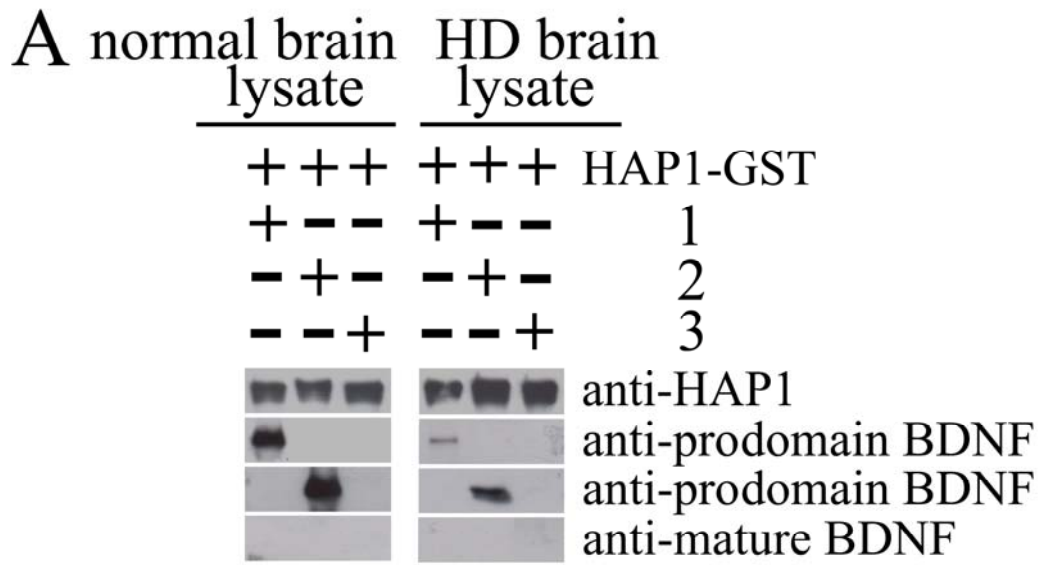 A normal brain lysate HD brain lysate
+ + + + + + HAP1-GST
+ - - + - - 1
- + - - + - 2
- - + - - + 3
anti-HAP1
anti-prodomain BDNF
anti-prodomain BDNF
anti-mature BDNF